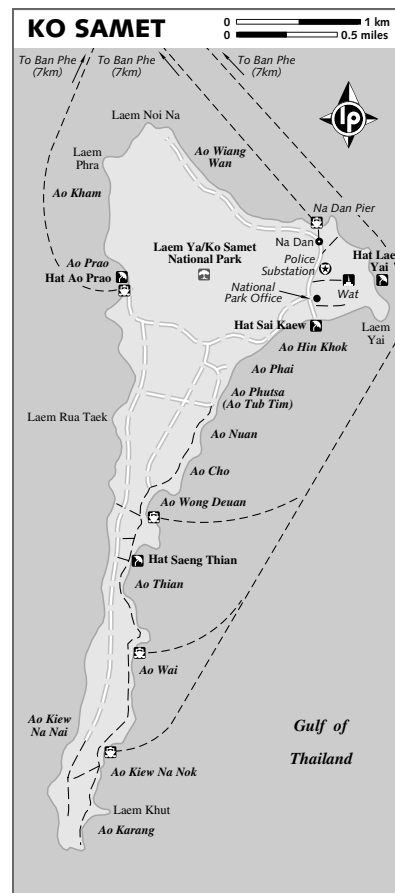 KO SAMET
0 1 km
0 0.5 miles
To Ban Phe
(7km)
To Ban Phe
(7km)
To Ban Phe
(7km)
lp
Laem Noi Na
Laem
Phra
Ao Wiang
Wan
Ao Kham
Na Dan Pier
Na Dan
Hat Lae
Yai
Laem Ya/Ko Samet
National Park
Police
Substation
Ao Prao
Hat Ao Prao
National
Park Office
Wat
Laem
Yai
Hat Sai Kaew
Ao Hin Khok
Ao Phai
Ao Phutsa
(Ao Tub Tim)
Laem Rua Taek
Ao Nuan
Ao Cho
Ao Wong Deuan
Hat Saeng Thian
Ao Thian
Ao Wai
Ao Kiew
Na Nai
Gulf of
Thailand
Ao Kiew Na Nok
Laem Khut
Ao Karang